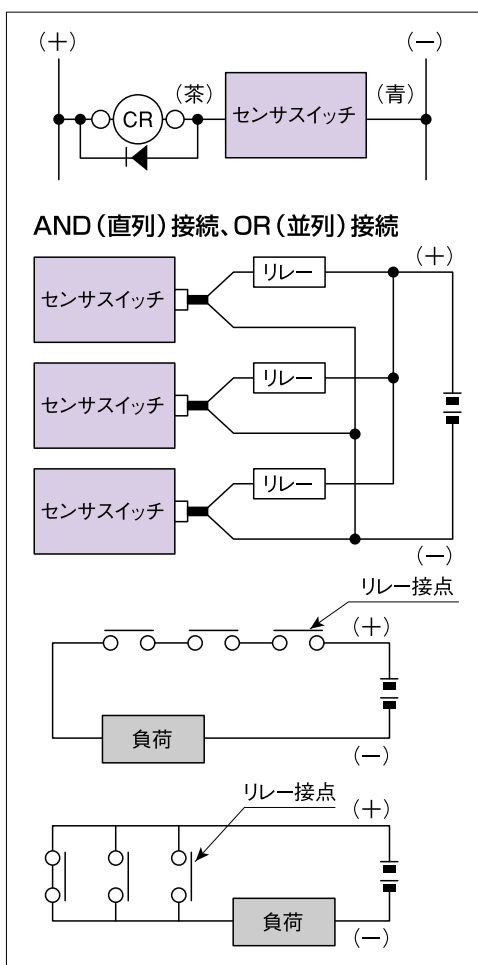 (＋) (－)
CR (茶) センサスイッチ (青)
AND（直列）接続、OR（並列）接続
(＋)
センサスイッチ リレー
センサスイッチ リレー
センサスイッチ リレー
(－)
リレー接点
(＋)
負荷
(－)
リレー接点
(＋)
負荷
(－)